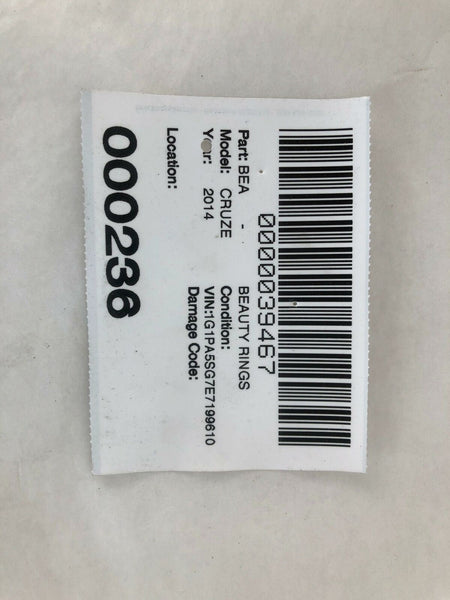 0000039467
Part: BEA - BEAUTY RINGS
Model: CRUZE Condition:
Year: 2014 VIN:1G1PA5SG7E7199610
Damage Code:
Location:
000236